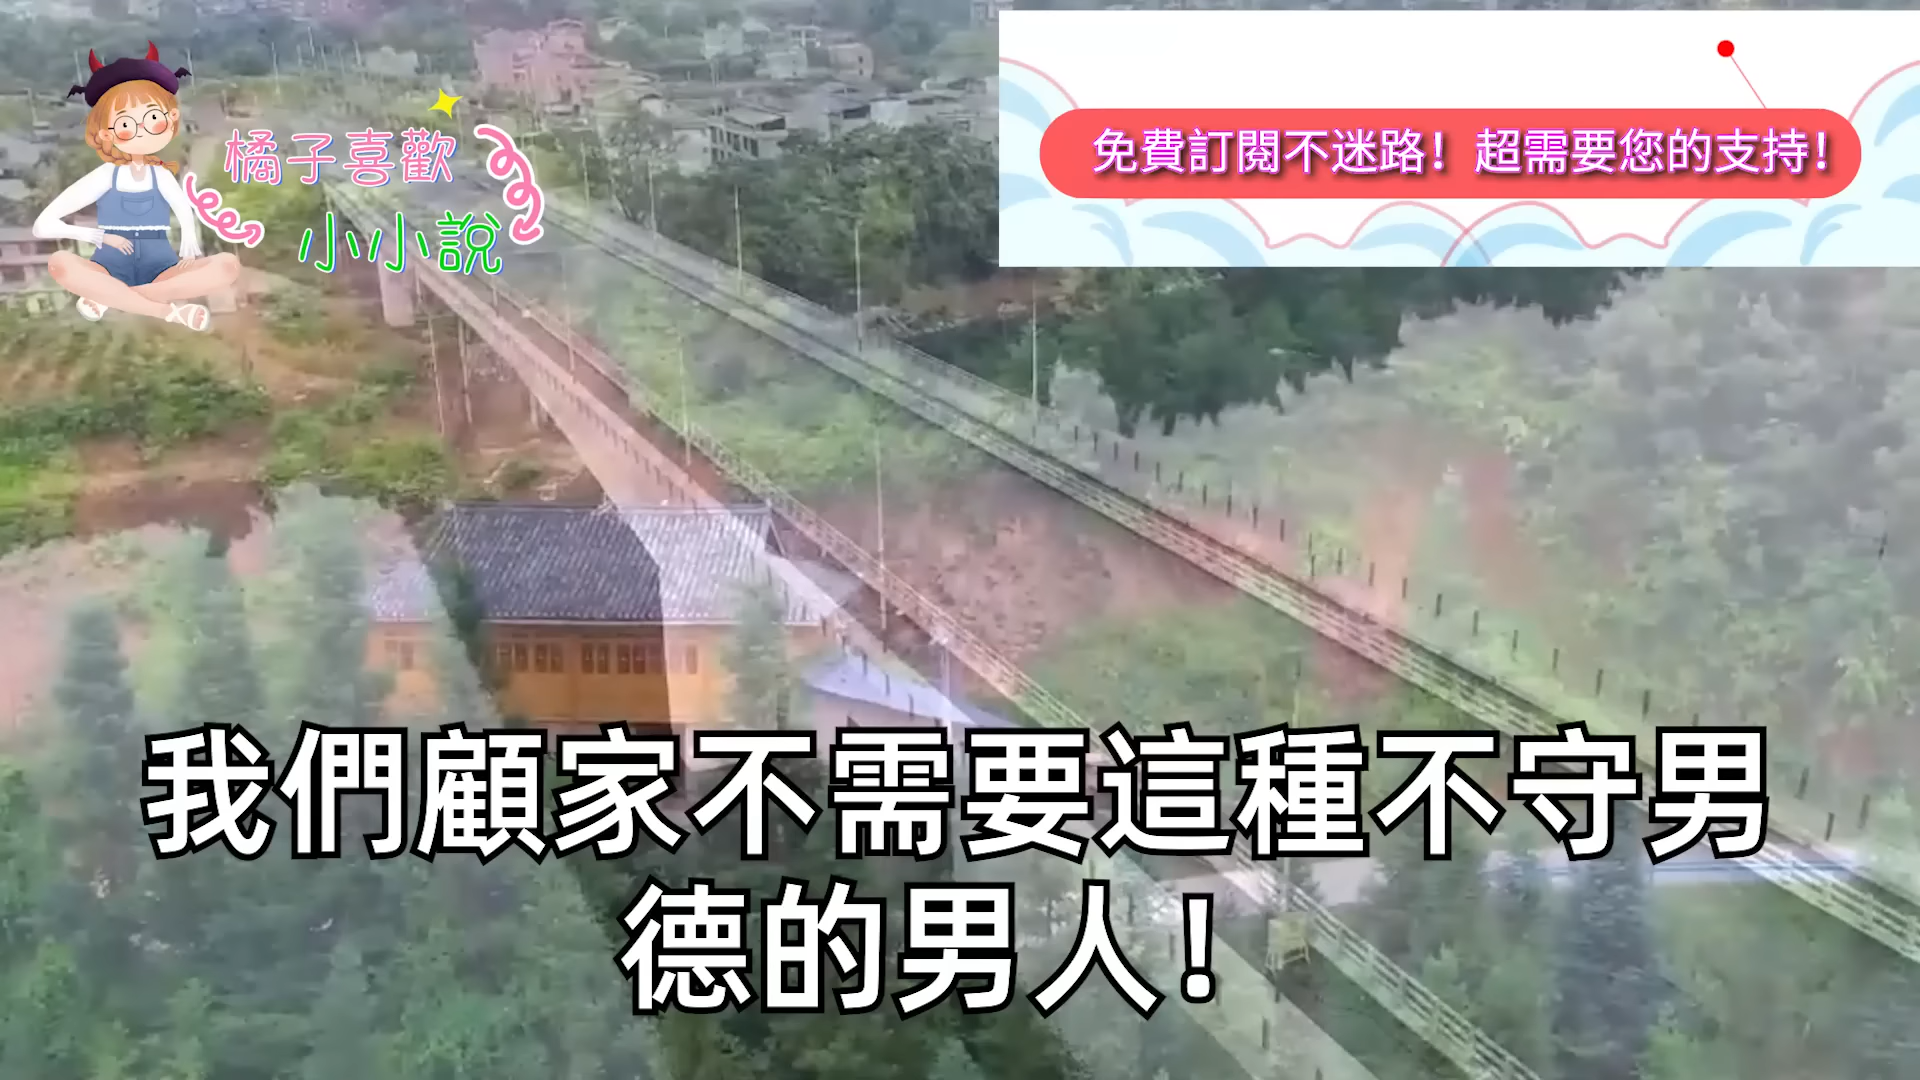 橘子喜歡
小小說
免費訂閱不迷路！超需要您的支持！
我們顧家不需要這種不守男
德的男人！